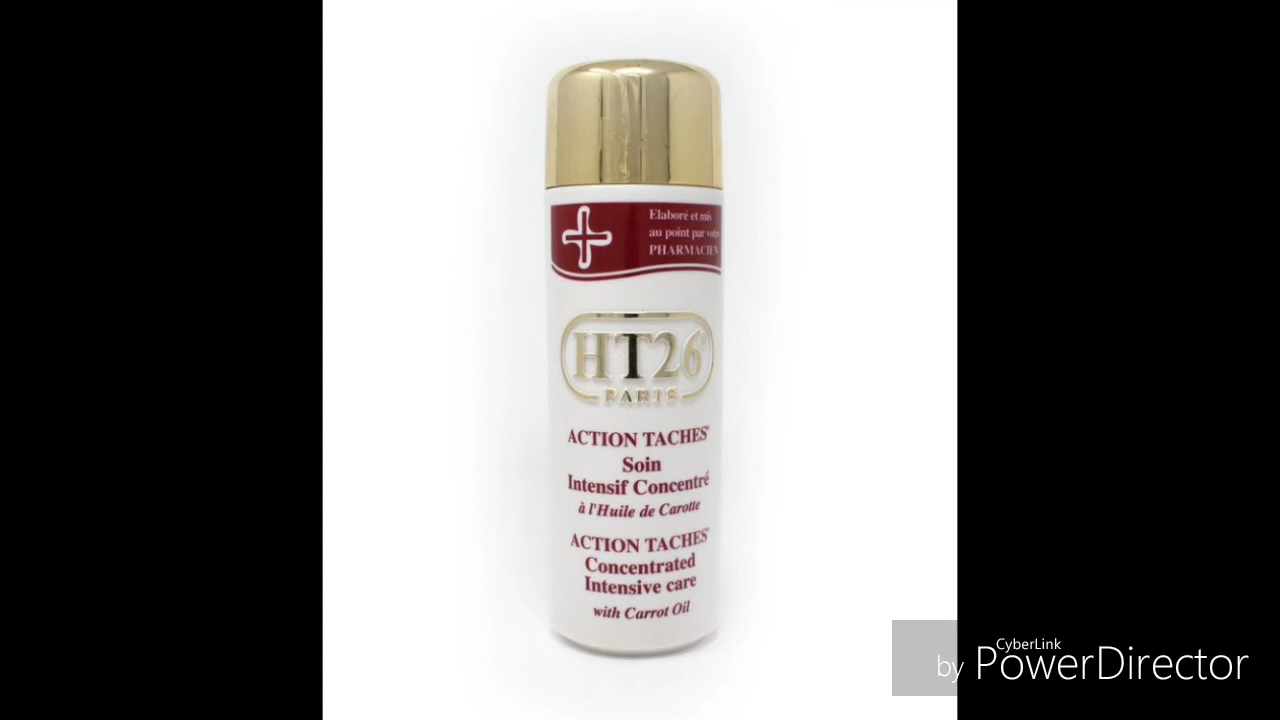 Elaboré et mis
au point par votre
PHARMACIEN
HT26®
PARIS
ACTION TACHES®
Soin
Intensif Concentré
à l'Huile de Carotte
ACTION TACHES®
Concentrated
Intensive care
with Carrot Oil
CyberLink
by PowerDirector